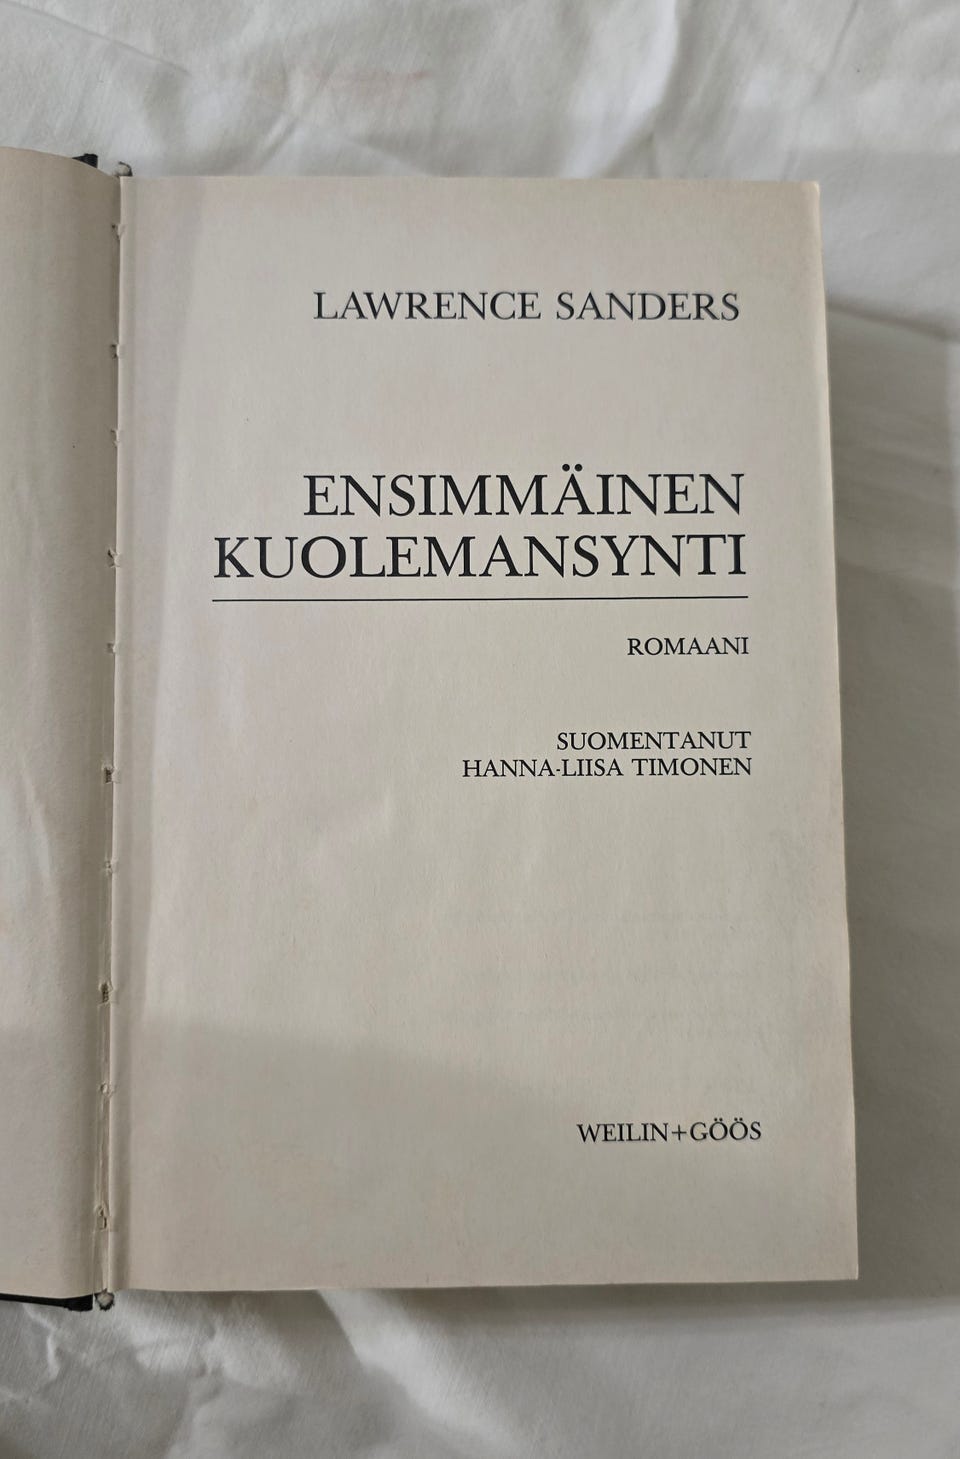 LAWRENCE SANDERS
ENSIMMÄINEN
KUOLEMANSYNTI
ROMAANI
SUOMENTANUT
HANNA-LIISA TIMONEN
WEILIN+GÖÖS